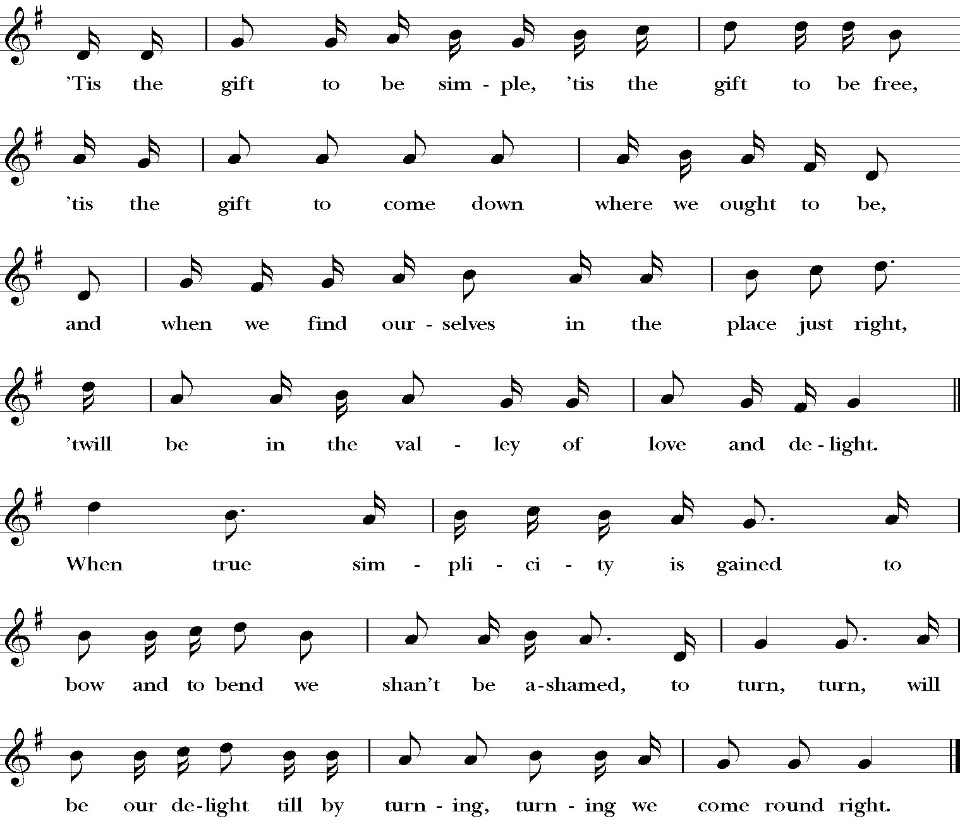 'Tis the gift to be sim - ple, 'tis the gift to be free,
'tis the gift to come down where we ought to be,
and when we find our - selves in the place just right,
'twill be in the val - ley of love and de - light.
When true sim - pli - ci - ty is gained to
bow and to bend we shan't be a - shamed, to turn, turn, will
be our de - light till by turn - ing, turn - ing we come round right.